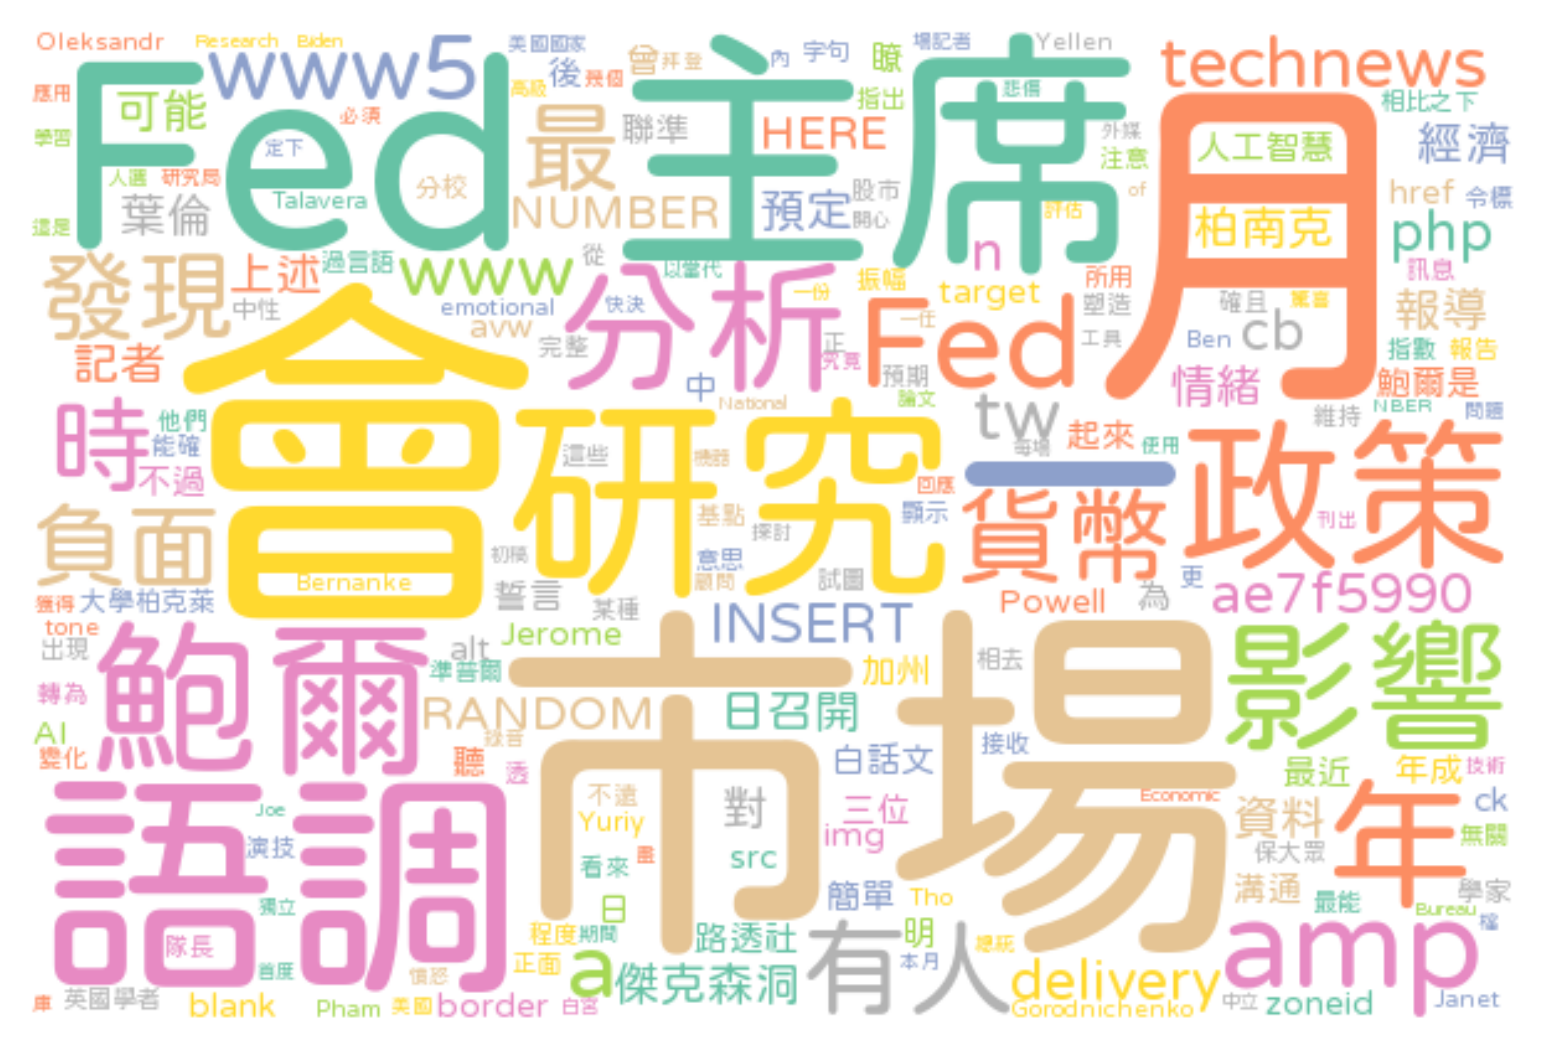 Oleksandr
Research
Biden
www5
美國國家
後
幾個
曾
拜登
內
字句
瞭
場記者
Yellen
technews
應用
可能
Fed主席
高級
最
聯準
指出
悲傷
月
相比之下
學習
必須
HERE
外媒
注意
人工智慧
經濟
定下
人選
研究局
分校
NUMBER
預定
股市
開心
of
評估
柏南克
href
令標
葉倫
Talavera
這是
php
發現
上述
過言語
www
從
以當代
n
振幅
所用
訊息
中性
emotional
快決
分析
一份
target
塑造
確且
驚喜
報導
avw
完整
正
Fed
一任
工具
Ben
cb
指數
報告
記者
會
究竟
預期
情緒
鮑爾是
中
National
論文
tw
維持
NBER
問題
時
他們
能確
研究
這些
機器
每場
起來
使用
政策
不過
回應
一
負面
基點
顯示
貨幣
刊出
探討
初稿
意思
顧問
試圖
Bernanke
獲得
大學柏克萊
誓言
某種
Powell
為
更
ae7f5990
tone
出現
鮑爾
alt
Jerome
INSERT
市場
影響
準普爾
加州
相去
轉為
RANDOM
日召開
AI
變化
錄音
聽
透
白話文
接收
最近
年成
技術
語調
Joe
不遠
對
三位
Economic
資料
年
ck
演技
Yuriy
img
無關
看來
畫
src
保大眾
獨立
簡單
Tho
溝通
學家
日
最能
Bureau
檔
隊長
程度
期間
路透社
有人
明
總統
amp
首度
憤怒
正面
a
傑克森洞
本月
delivery
庫
英國學者
blank
Pham
美國
border
白宮
Gorodnichenko
中立
zoneid
Janet